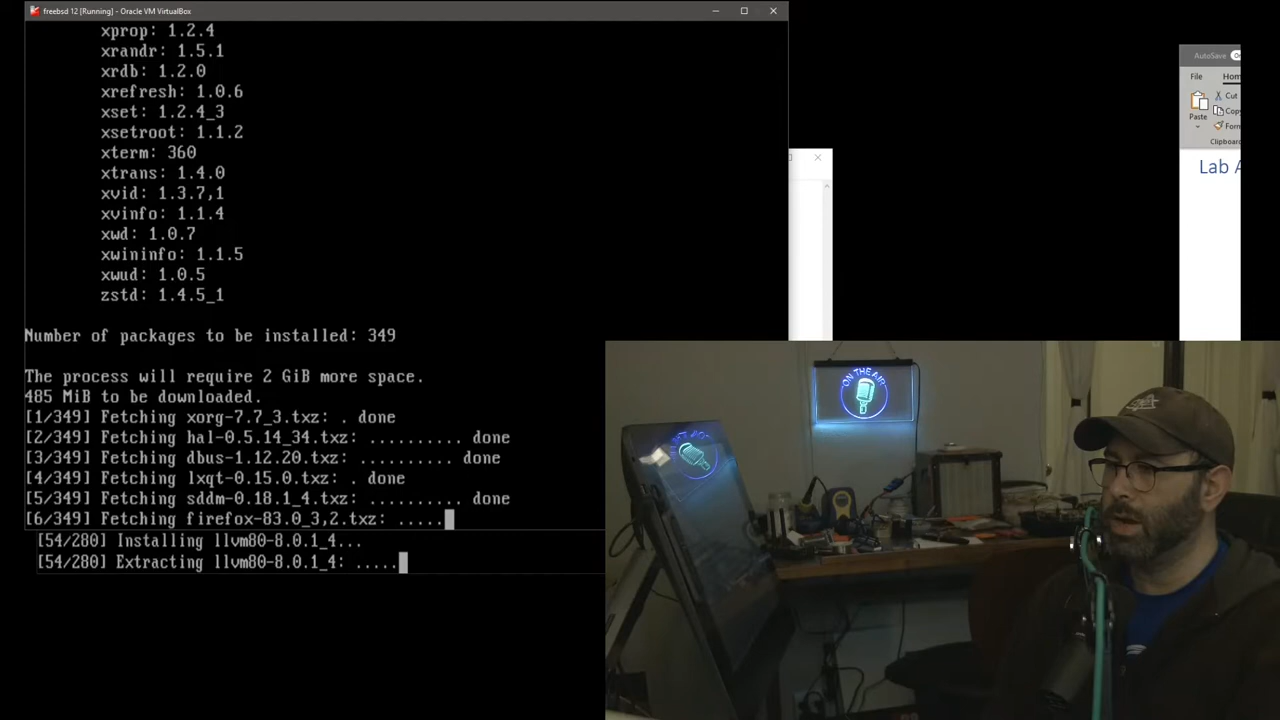 freebsd 12 [Running] - Oracle VM VirtualBox
xprop: 1.2.4
xrandr: 1.5.1
xrdb: 1.2.0
xrefresh: 1.0.6
xset: 1.2.4_3
xsetroot: 1.1.2
xterm: 360
xtrans: 1.4.0
xvid: 1.3.7,1
xvinfo: 1.1.4
xwd: 1.0.7
xwininfo: 1.1.5
xwud: 1.0.5
zstd: 1.4.5_1
Number of packages to be installed: 349
The process will require 2 GiB more space.
485 MiB to be downloaded.
[1/349] Fetching xorg-7.7_3.txz: . done
[2/349] Fetching hal-0.5.14_34.txz: .......... done
[3/349] Fetching dbus-1.12.20.txz: .......... done
[4/349] Fetching lxqt-0.15.0.txz: . done
[5/349] Fetching sddm-0.18.1_4.txz: .......... done
[6/349] Fetching firefox-83.0_3,2.txz: .....
[54/280] Installing llvm80-8.0.1_4...
[54/280] Extracting llvm80-8.0.1_4: .....
AutoSave
File Hom
Paste
Cut
Copy
Form
Clipboard
Lab A
ON THE AIR